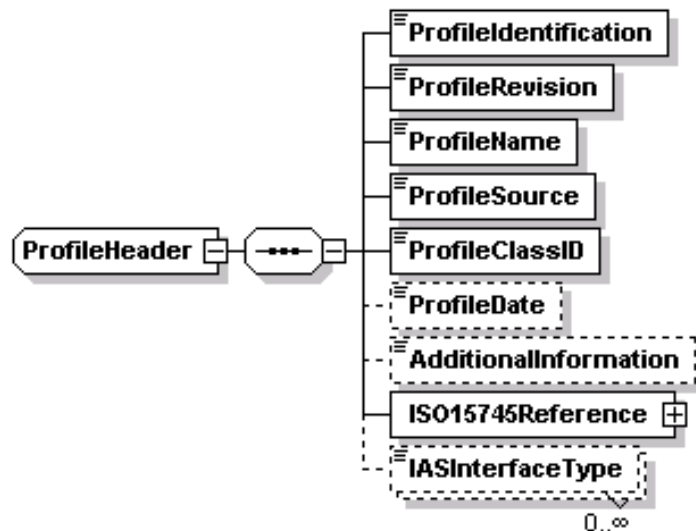 ProfileIdentification
ProfileRevision
ProfileName
ProfileSource
ProfileHeader
ProfileClassID
ProfileDate
AdditionalInformation
ISO15745Reference
IASInterfaceType
0..∞